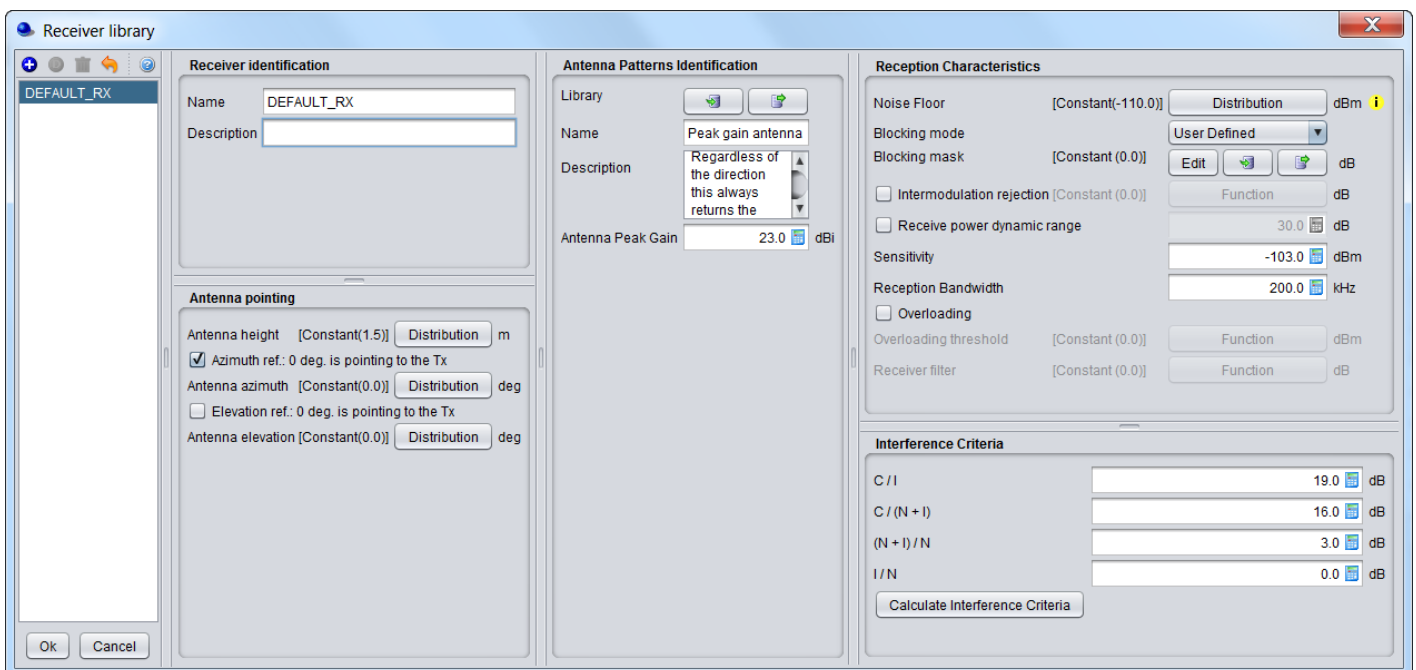 Receiver library
DEFAULT_RX
Ok Cancel
Receiver identification
Name DEFAULT_RX
Description
Antenna pointing
Antenna height [Constant(1.5)] Distribution m
Azimuth ref.: 0 deg. is pointing to the Tx
Antenna azimuth [Constant(0.0)] Distribution deg
Elevation ref.: 0 deg. is pointing to the Tx
Antenna elevation [Constant(0.0)] Distribution deg
Antenna Patterns Identification
Library
Name Peak gain antenna
Description Regardless of
the direction
this always
returns the
Antenna Peak Gain 23.0 dBi
Reception Characteristics
Noise Floor [Constant(-110.0)] Distribution dBm i
Blocking mode User Defined
Blocking mask [Constant (0.0)] Edit dB
Intermodulation rejection [Constant (0.0)] Function dB
Receive power dynamic range 30.0 dB
Sensitivity -103.0 dBm
Reception Bandwidth 200.0 kHz
Overloading
Overloading threshold [Constant (0.0)] Function dBm
Receiver filter [Constant (0.0)] Function dB
Interference Criteria
C / I 19.0 dB
C / (N + I) 16.0 dB
(N + I) / N 3.0 dB
I / N 0.0 dB
Calculate Interference Criteria